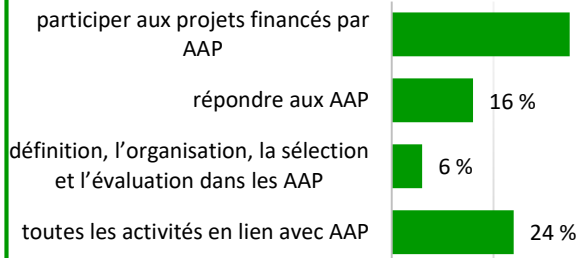 participer aux projets financés par
AAP
répondre aux AAP
16 %
définition, l’organisation, la sélection
et l’évaluation dans les AAP
6 %
toutes les activités en lien avec AAP
24 %